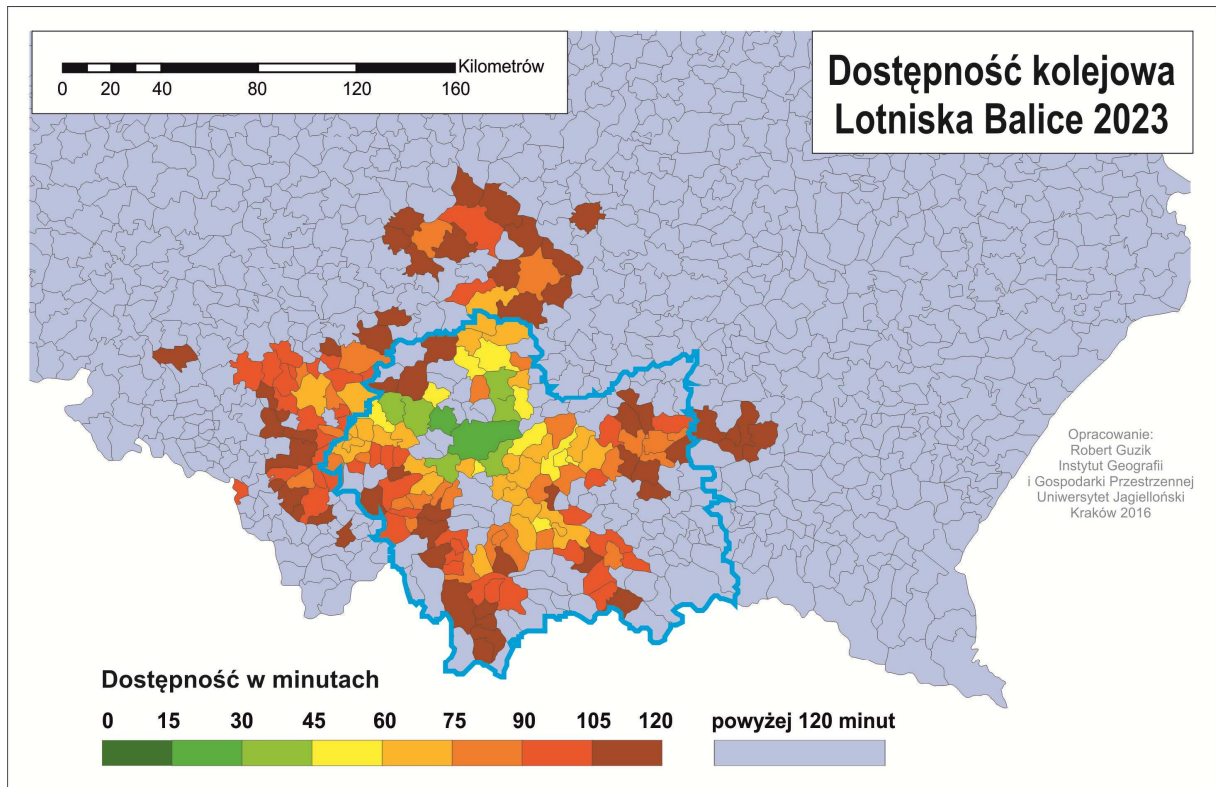 Kilometrów
0 20 40 80 120 160
Dostępność kolejowa
Lotniska Balice 2023
Opracowanie:
Robert Guzik
Instytut Geografii
i Gospodarki Przestrzennej
Uniwersytet Jagielloński
Kraków 2016
Dostępność w minutach
0 15 30 45 60 75 90 105 120
powyżej 120 minut